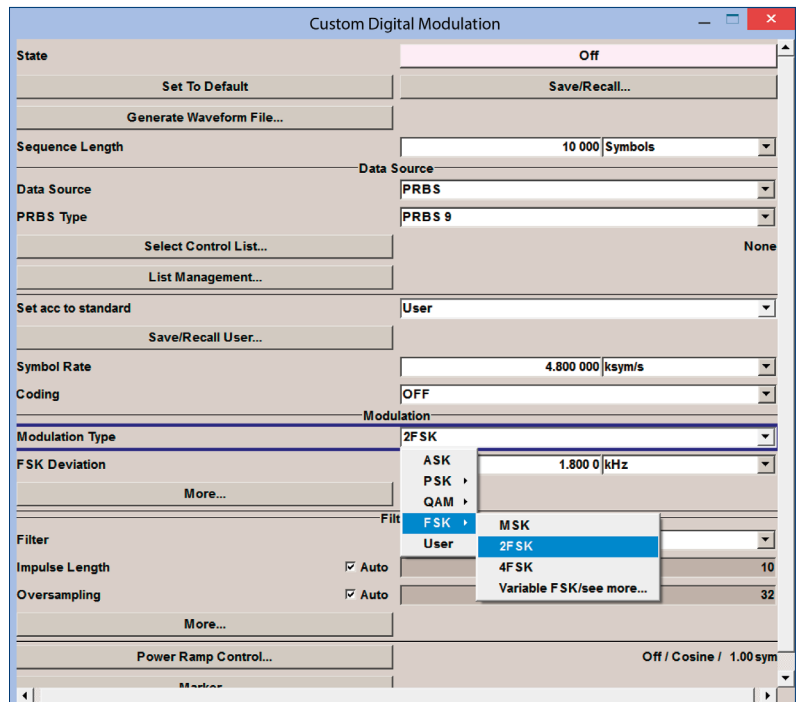 Custom Digital Modulation
State Off
Set To Default Save/Recall...
Generate Waveform File...
Sequence Length 10 000 Symbols
Data Source
Data Source PRBS
PRBS Type PRBS 9
Select Control List... None
List Management...
Set acc to standard User
Save/Recall User...
Symbol Rate 4.800 000 ksym/s
Coding OFF
Modulation
Modulation Type 2FSK
FSK Deviation 1.800 0 kHz
More...
ASK
PSK
QAM
FSK
User
MSK
2FSK
4FSK
Variable FSK/see more...
Filt
Filter
Impulse Length Auto 10
Oversampling Auto 32
More...
Power Ramp Control... Off / Cosine / 1.00 sym
Marker